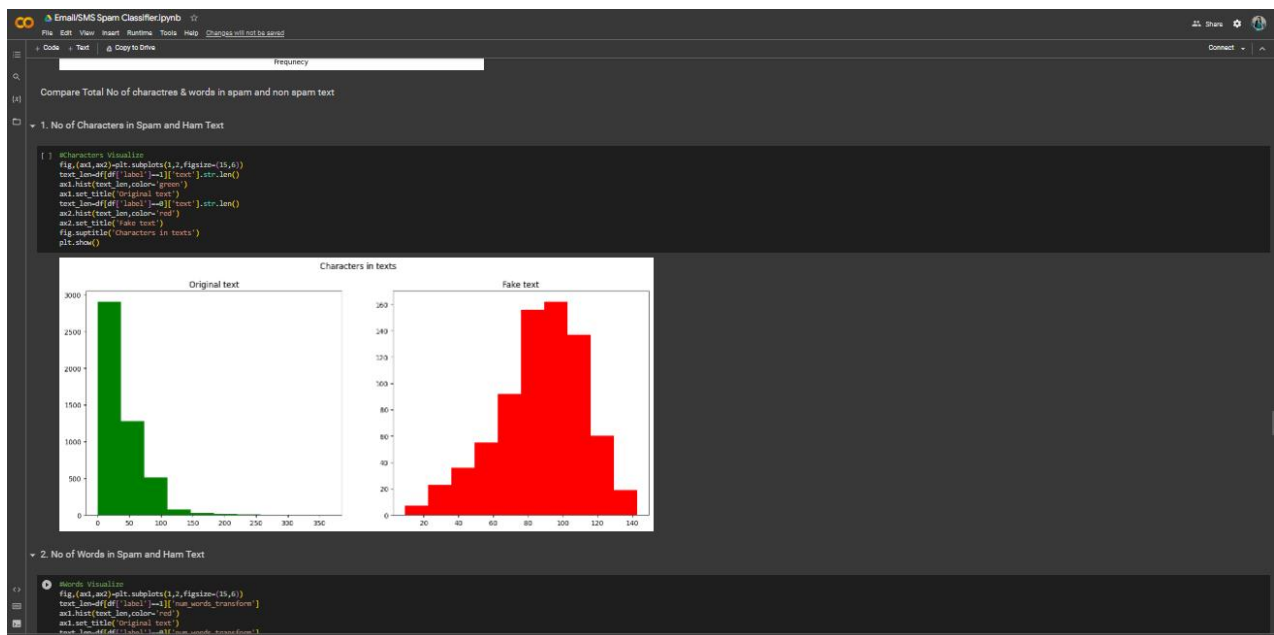 Email/SMS Spam Classifier.ipynb
File Edit View Insert Runtime Tools Help Changes will not be saved
Share
+ Code + Text Copy to Drive
Connect
Frequnecy
Compare Total No of charactres & words in spam and non spam text
1. No of Characters in Spam and Ham Text
[ ] #Characters Visualize
fig,(ax1,ax2)=plt.subplots(1,2,figsize=(15,6))
text_len=df[df['label']==1]['text'].str.len()
ax1.hist(text_len,color='green')
ax1.set_title('Original text')
text_len=df[df['label']==0]['text'].str.len()
ax2.hist(text_len,color='red')
ax2.set_title('Fake text')
fig.suptitle('Characters in texts')
plt.show()
Characters in texts
Original text
3000
2500
2000
1500
1000
500
0
0 50 100 150 200 250 300 350
Fake text
160
140
120
100
80
60
40
20
0
20 40 60 80 100 120 140
2. No of Words in Spam and Ham Text
#Words Visualize
fig,(ax1,ax2)=plt.subplots(1,2,figsize=(15,6))
text_len=df[df['label']==1]['num_words_transform']
ax1.hist(text_len,color='red')
ax1.set_title('Original text')
text_len=df[df['label']==0]['num_words_transform']